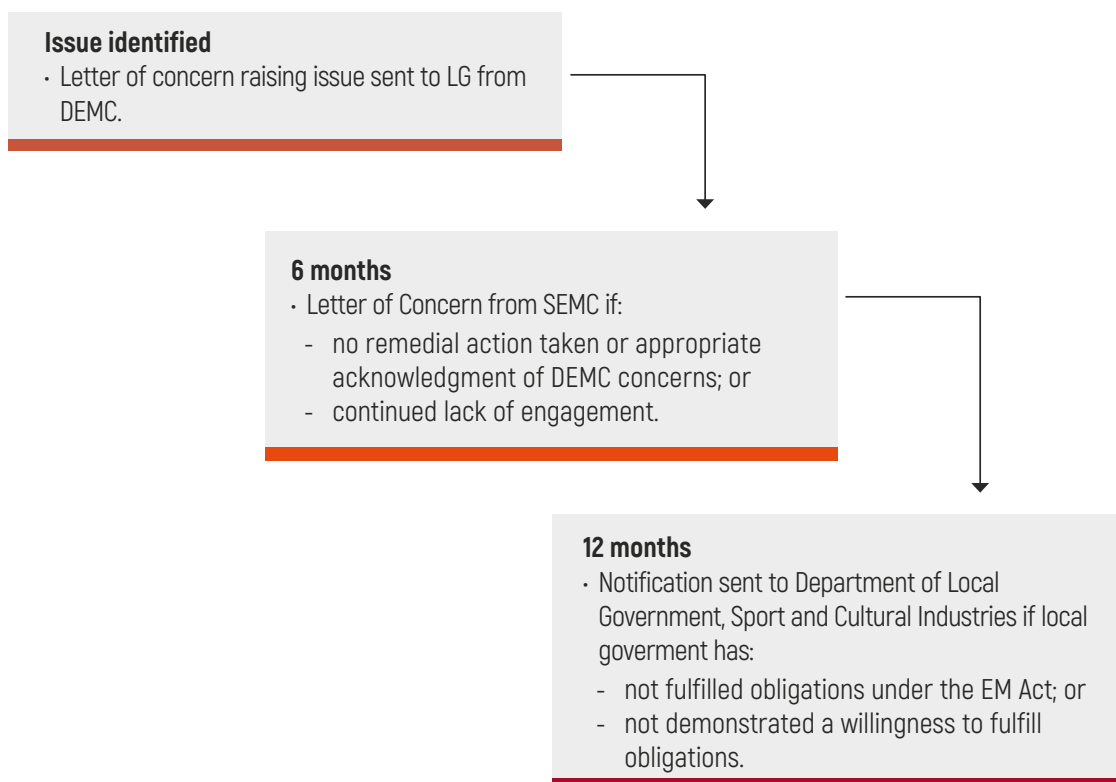 Issue identified
· Letter of concern raising issue sent to LG from
DEMC.
6 months
· Letter of Concern from SEMC if:
- no remedial action taken or appropriate
acknowledgment of DEMC concerns; or
- continued lack of engagement.
12 months
· Notification sent to Department of Local
Government, Sport and Cultural Industries if local
goverment has:
- not fulfilled obligations under the EM Act; or
- not demonstrated a willingness to fulfill
obligations.